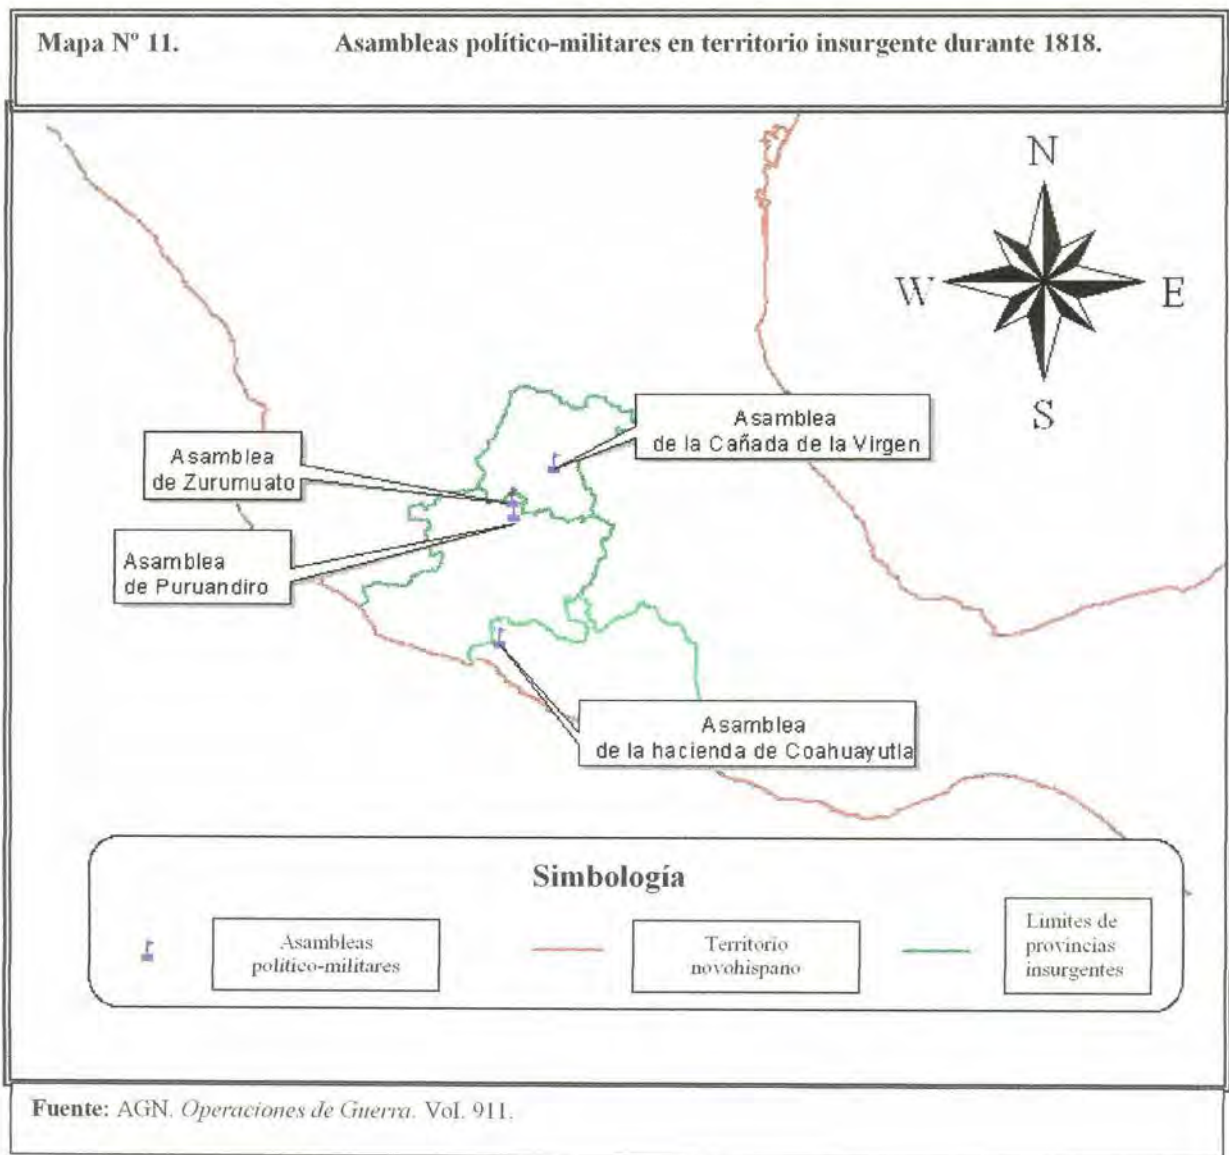 Mapa Nº 11. Asambleas político-militares en territorio insurgente durante 1818.
N
W
E
S
Asamblea
de la Cañada de la Virgen
Asamblea
de Zurumuato
Asamblea
de Puruandiro
Asamblea
de la hacienda de Coahuayutla
Simbología
Asambleas
político-militares
Territorio
novohispano
Limites de
provincias
insurgentes
Fuente: AGN. Operaciones de Guerra. Vol. 911.